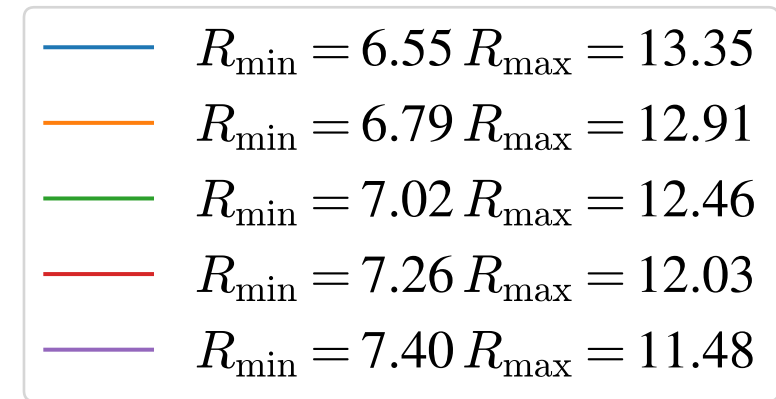 R_min = 6.55 R_max = 13.35
R_min = 6.79 R_max = 12.91
R_min = 7.02 R_max = 12.46
R_min = 7.26 R_max = 12.03
R_min = 7.40 R_max = 11.48